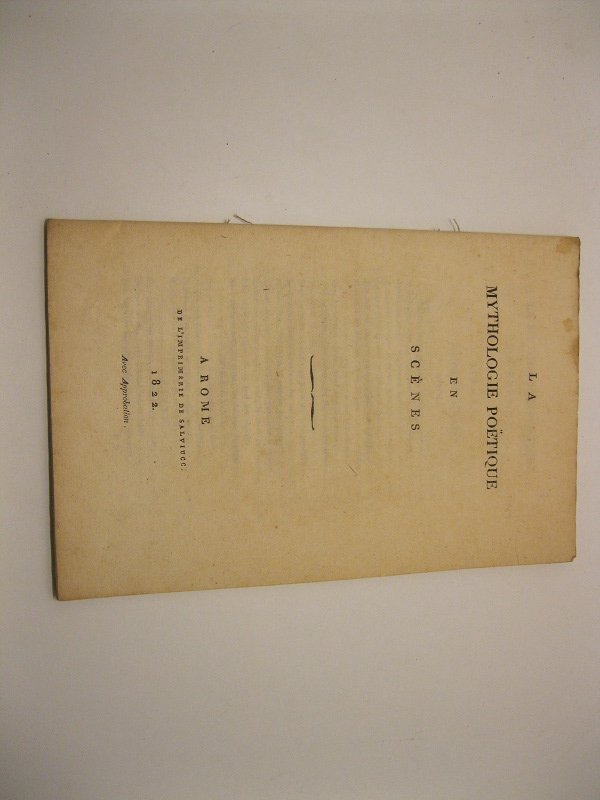 LA
MYTHOLOGIE POËTIQUE
EN
SCÈNES
A ROME
DE L'IMPRIMERIE DE SALVIUCCI
1822.
Avec Approbation.